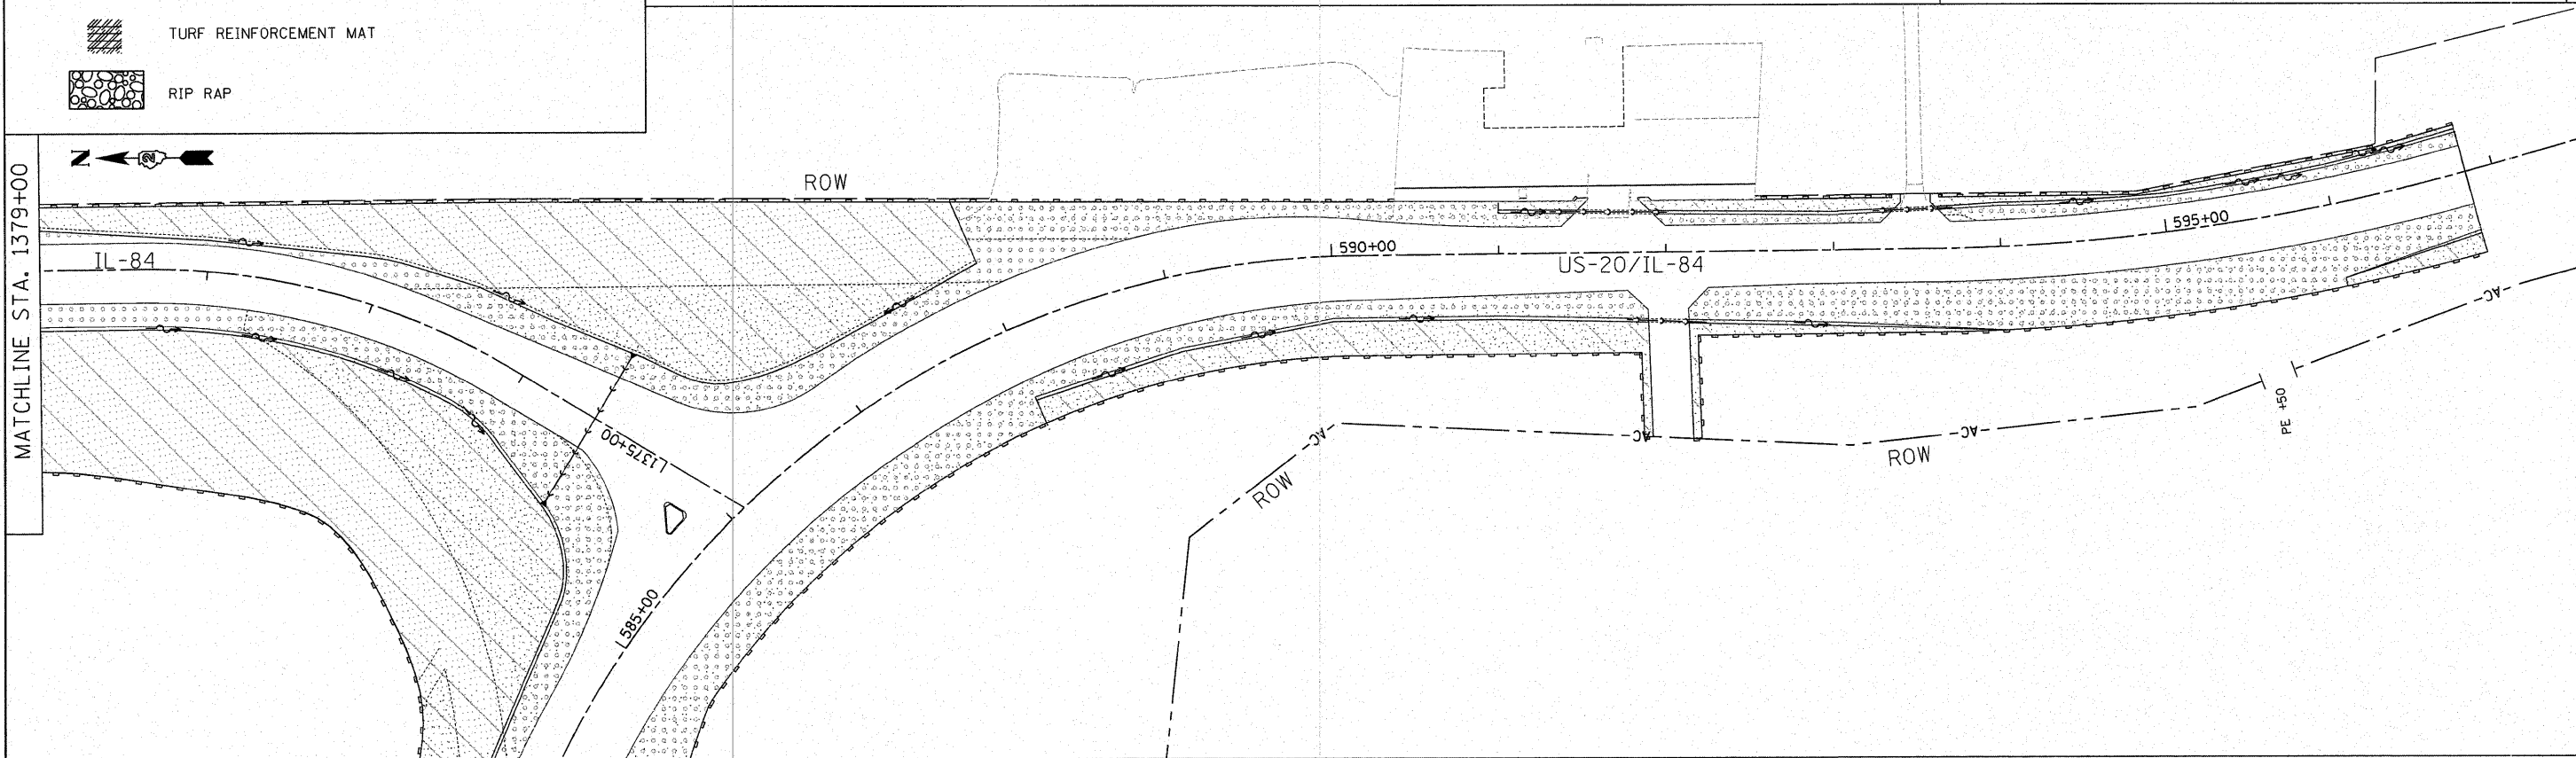 TURF REINFORCEMENT MAT
RIP RAP
N
MATCHLINE STA. 1379+00
ROW
IL-84
590+00
US-20/IL-84
595+00
AC
PE +50
1375+00
AC
AC
AC
ROW
ROW
585+00